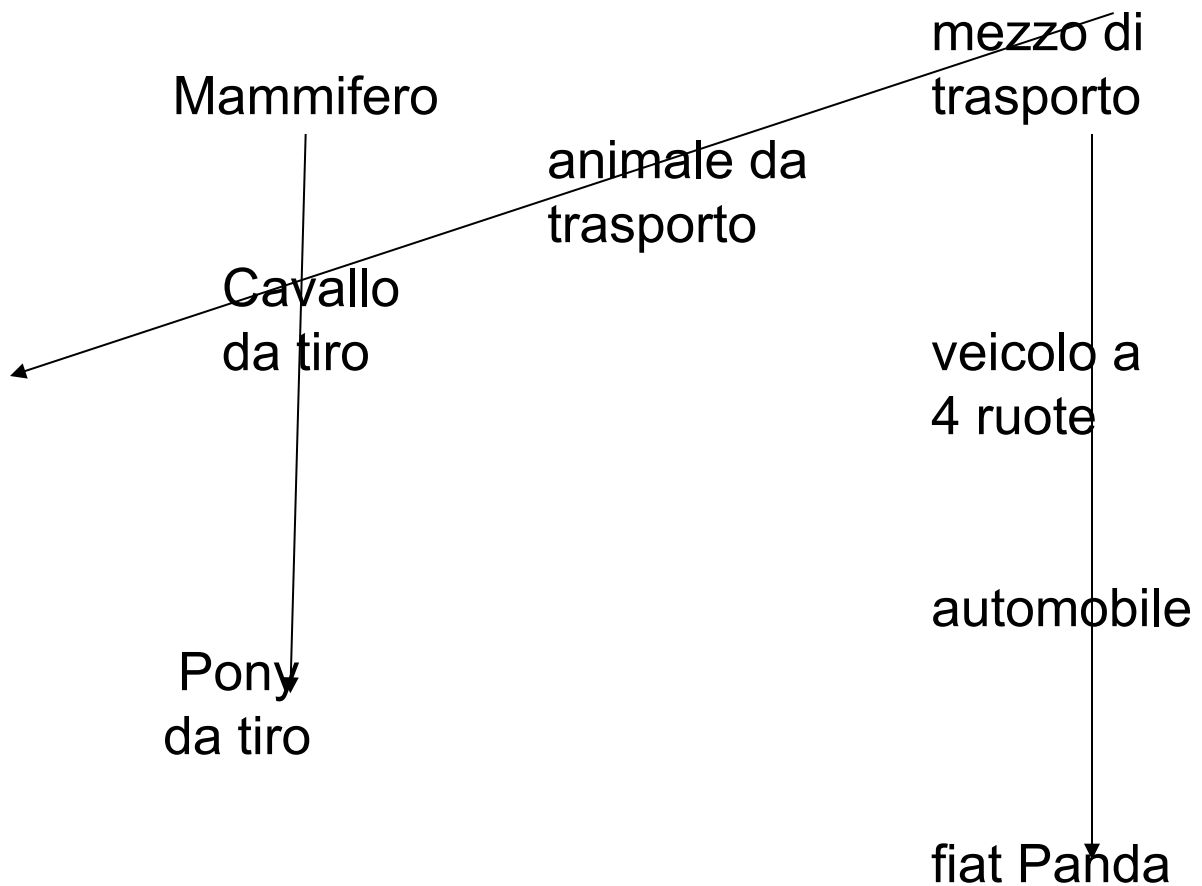 mezzo di
trasporto
Mammifero
animale da
trasporto
Cavallo
da tiro
veicolo a
4 ruote
automobile
Pony
da tiro
fiat Panda